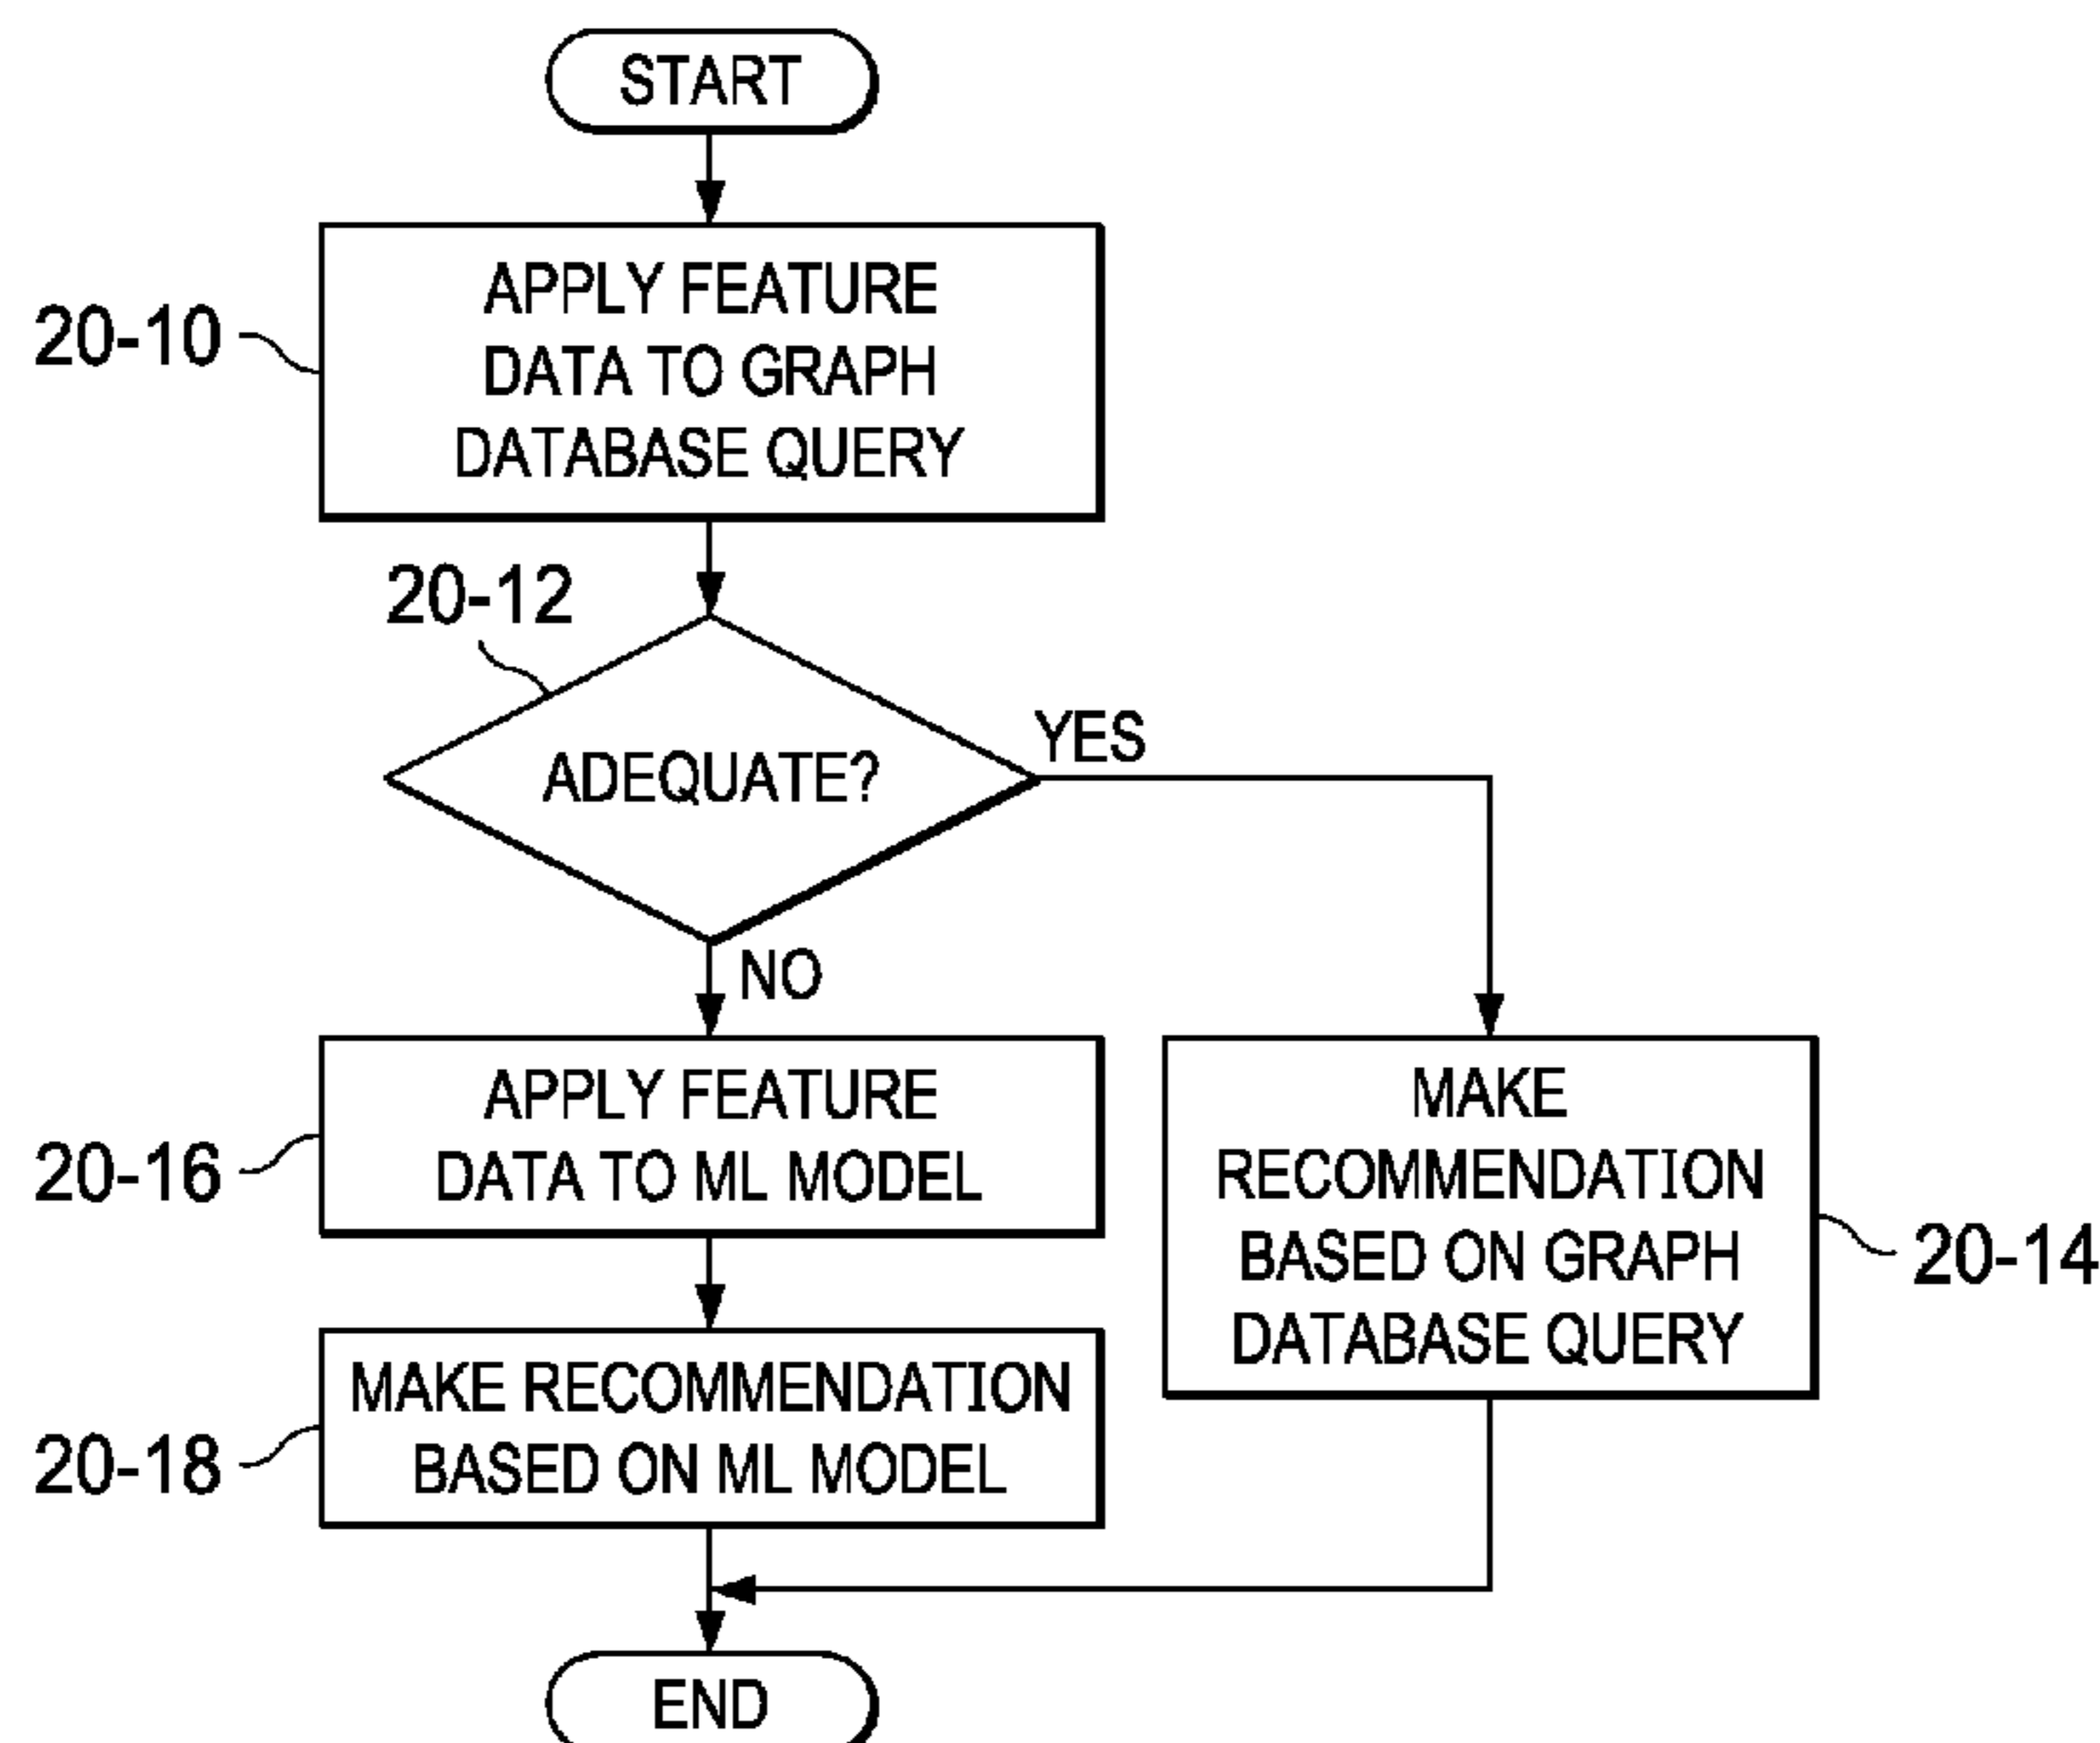 START
20-10
APPLY FEATURE
DATA TO GRAPH
DATABASE QUERY
20-12
ADEQUATE?
YES
NO
20-16
APPLY FEATURE
DATA TO ML MODEL
MAKE
RECOMMENDATION
BASED ON GRAPH
DATABASE QUERY
20-14
20-18
MAKE RECOMMENDATION
BASED ON ML MODEL
END